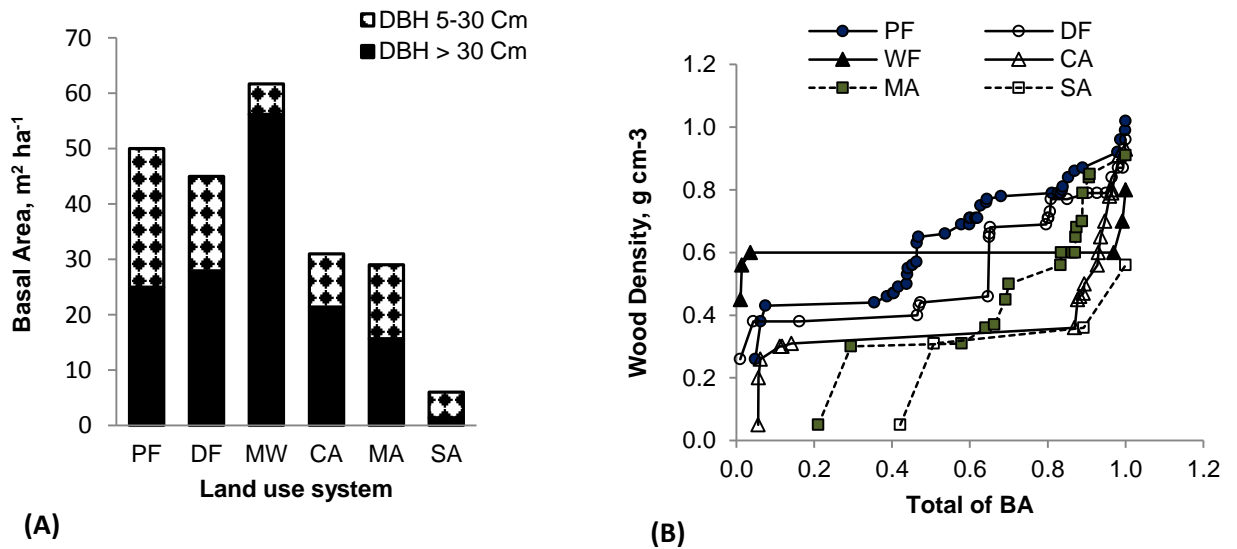 DBH 5-30 Cm
DBH > 30 Cm
Basal Area, m² ha⁻¹
70
60
50
40
30
20
10
0
PF DF MW CA MA SA
Land use system
(A)
PF DF
WF CA
MA SA
Wood Density, g cm-3
1.2
1.0
0.8
0.6
0.4
0.2
0.0
0.0 0.2 0.4 0.6 0.8 1.0 1.2
Total of BA
(B)